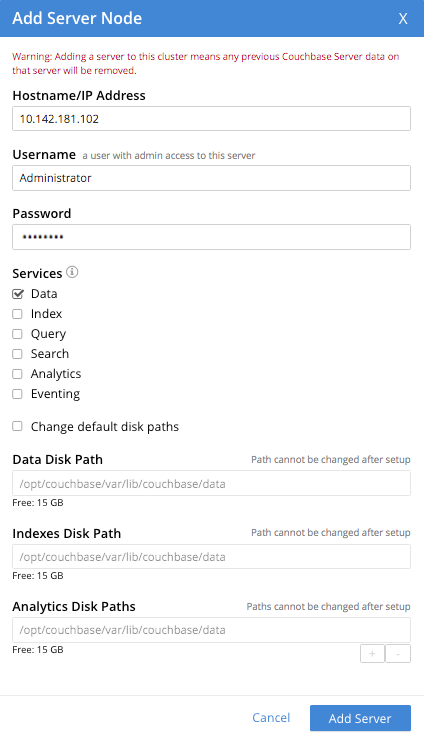 Add Server Node X
Warning: Adding a server to this cluster means any previous Couchbase Server data on
that server will be removed.
Hostname/IP Address
10.142.181.102
Username a user with admin access to this server
Administrator
Password
••••••••
Services
Data
Index
Query
Search
Analytics
Eventing
Change default disk paths
Data Disk Path Path cannot be changed after setup
/opt/couchbase/var/lib/couchbase/data
Free: 15 GB
Indexes Disk Path Path cannot be changed after setup
/opt/couchbase/var/lib/couchbase/data
Free: 15 GB
Analytics Disk Paths Paths cannot be changed after setup
/opt/couchbase/var/lib/couchbase/data
Free: 15 GB + -
Cancel Add Server